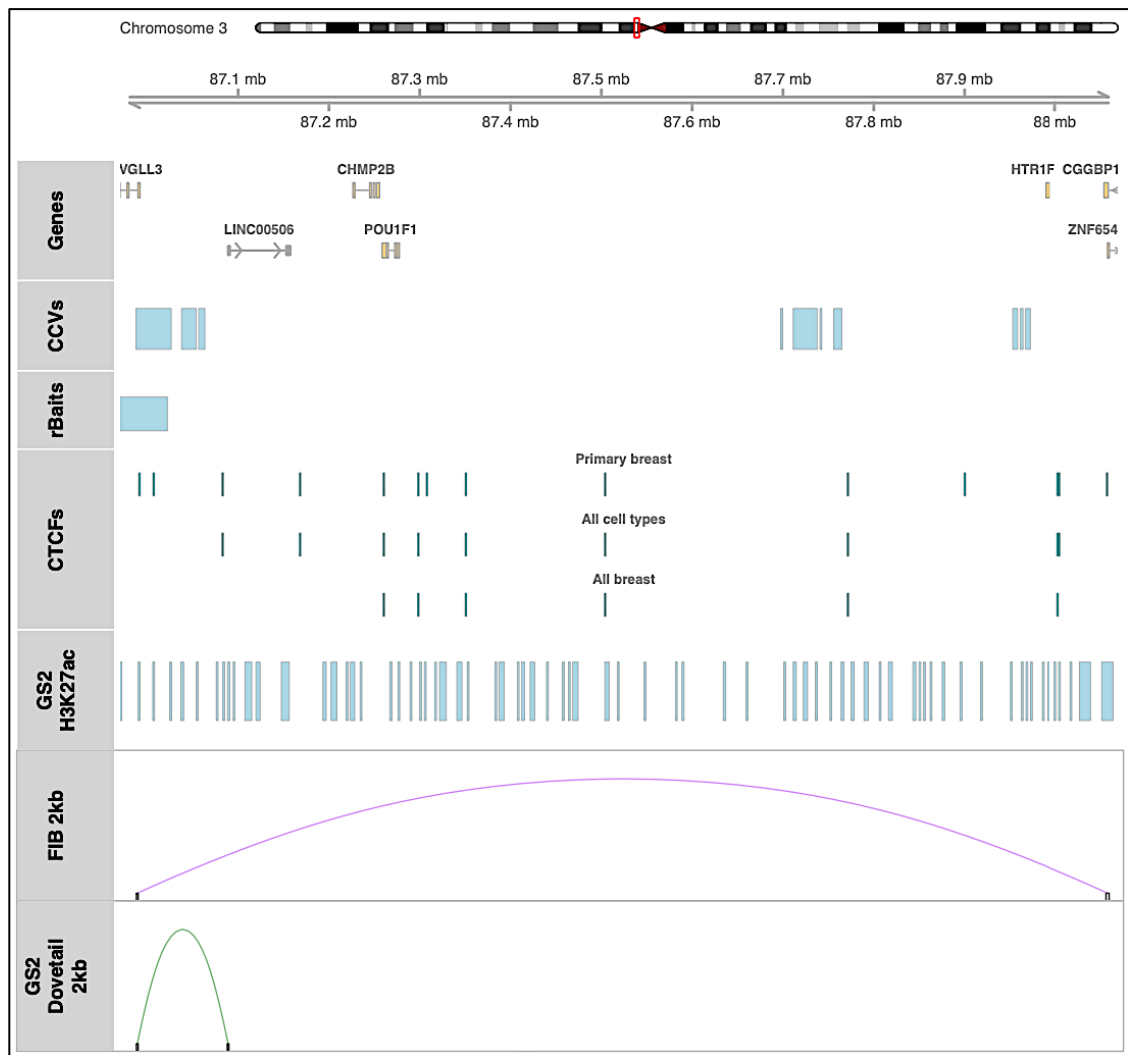 Chromosome 3
87.1 mb 87.3 mb 87.5 mb 87.7 mb 87.9 mb
87.2 mb 87.4 mb 87.6 mb 87.8 mb 88 mb
Genes
VGLL3 CHMP2B HTR1F CGGBP1
LINC00506 POU1F1 ZNF654
CCVs
rBaits
CTCFs
Primary breast
All cell types
All breast
GS2
H3K27ac
FIB 2kb
GS2
Dovetail
2kb